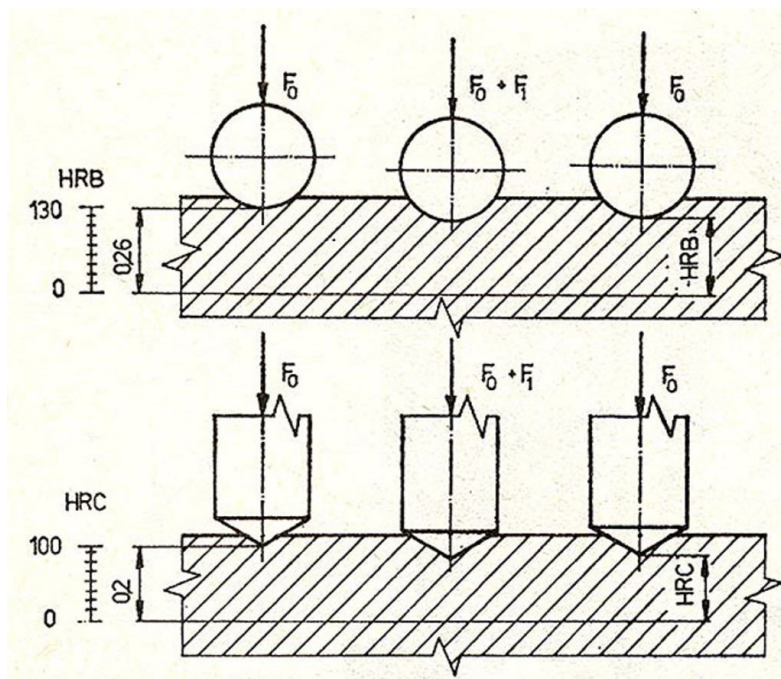 F₀
F₀ + F₁
F₀
HRB
130
0
0,26
HRB
F₀
F₀ + F₁
F₀
HRC
100
0
0,2
HRC